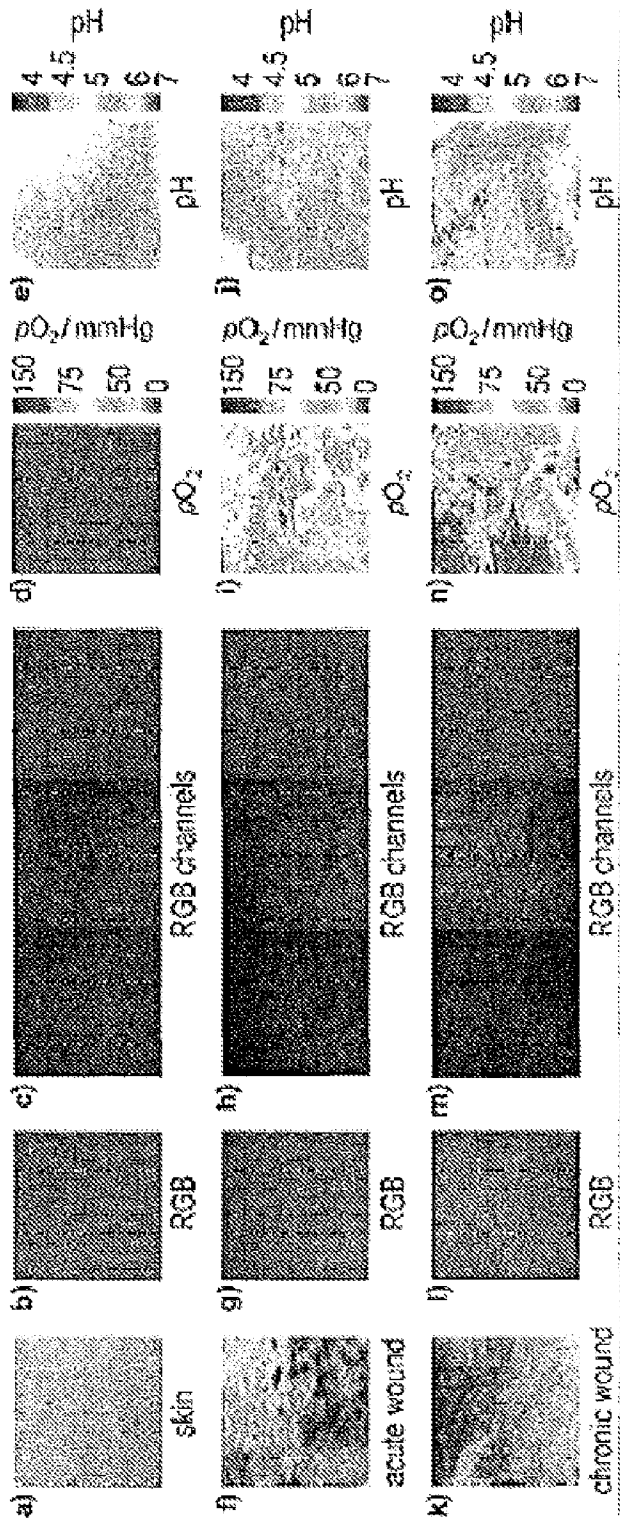 a)
skin
b)
RGB
c)
RGB channels
d)
pO₂
150
75
50
0
pO₂/mmHg
e)
pH
4
4.5
5
6
7
pH
f)
acute wound
g)
RGB
h)
RGB channels
i)
pO₂
150
75
50
0
pO₂/mmHg
j)
pH
4
4.5
5
6
7
pH
k)
chronic wound
l)
RGB
m)
RGB channels
n)
pO₂
150
75
50
0
pO₂/mmHg
o)
pH
4
4.5
5
6
7
pH